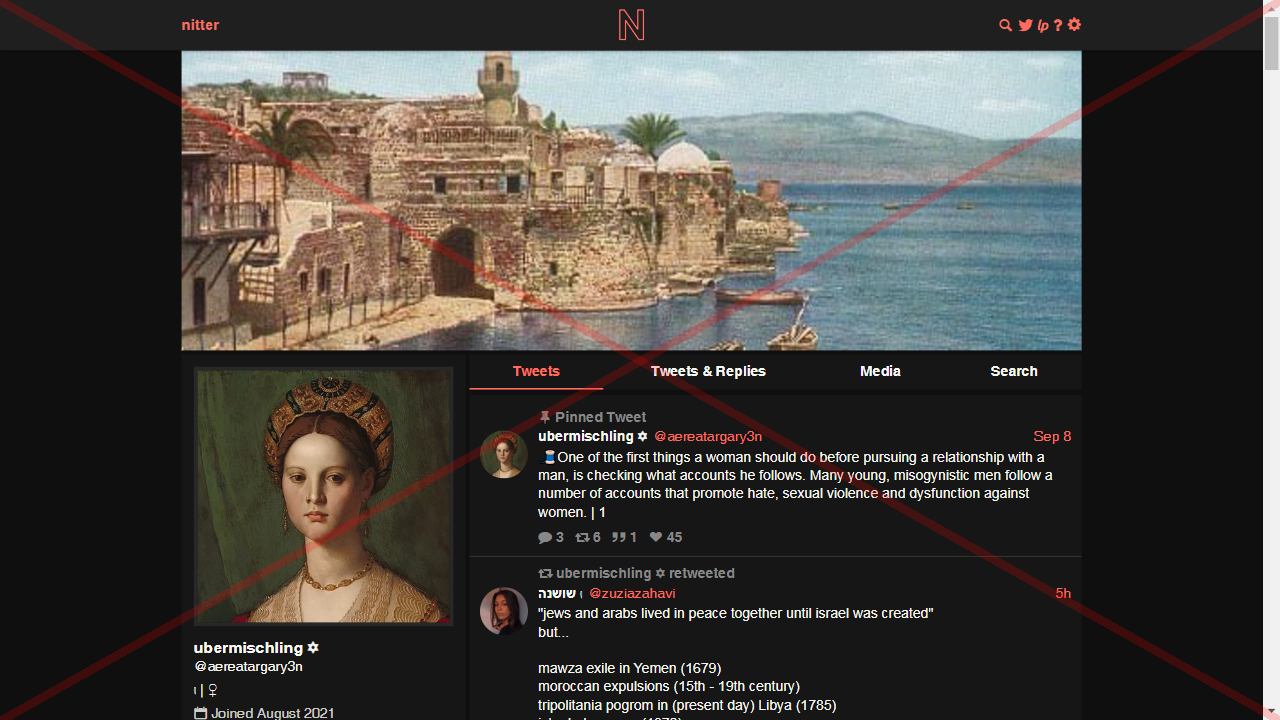 nitter
N
lp ?
Tweets
Tweets & Replies
Media
Search
Pinned Tweet
ubermischling ✡ @aereatargary3n Sep 8
🧵One of the first things a woman should do before pursuing a relationship with a
man, is checking what accounts he follows. Many young, misogynistic men follow a
number of accounts that promote hate, sexual violence and dysfunction against
women. | 1
3 6 1 45
ubermischling ✡ retweeted
שושנה @zuziazahavi 5h
"jews and arabs lived in peace together until israel was created"
but...
mawza exile in Yemen (1679)
moroccan expulsions (15th - 19th century)
tripolitania pogrom in (present day) Libya (1785)
ubermischling ✡
@aereatargary3n
| ♀
Joined August 2021